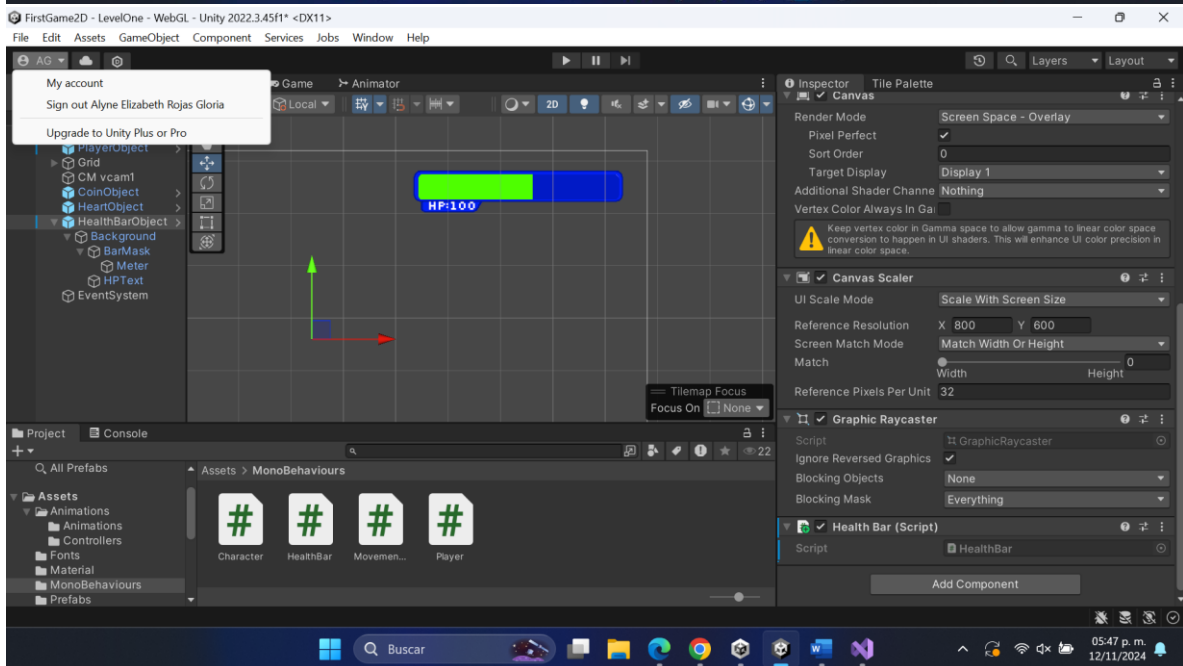 FirstGame2D - LevelOne - WebGL - Unity 2022.3.45f1* <DX11>
File Edit Assets GameObject Component Services Jobs Window Help
AG
Layers Layout
My account
Sign out Alyne Elizabeth Rojas Gloria
Upgrade to Unity Plus or Pro
Game Animator
Local 2D
PlayerObject
Grid
CM vcam1
CoinObject
HeartObject
HealthBarObject
Background
BarMask
Meter
HPText
EventSystem
HP:100
Tilemap Focus
Focus On None
Inspector Tile Palette
Canvas
Render Mode Screen Space - Overlay
Pixel Perfect
Sort Order 0
Target Display Display 1
Additional Shader Channe Nothing
Vertex Color Always In Ga
Keep vertex color in Gamma space to allow gamma to linear color space
conversion to happen in UI shaders. This will enhance UI color precision in
linear color space.
Canvas Scaler
UI Scale Mode Scale With Screen Size
Reference Resolution X 800 Y 600
Screen Match Mode Match Width Or Height
Match 0
Width Height
Reference Pixels Per Unit 32
Graphic Raycaster
Script GraphicRaycaster
Ignore Reversed Graphics
Blocking Objects None
Blocking Mask Everything
Health Bar (Script)
Script HealthBar
Add Component
Project Console
22
All Prefabs
Assets
Animations
Animations
Controllers
Fonts
Material
MonoBehaviours
Prefabs
Assets > MonoBehaviours
# # # #
Character HealthBar Movemen... Player
Buscar
05:47 p. m.
12/11/2024